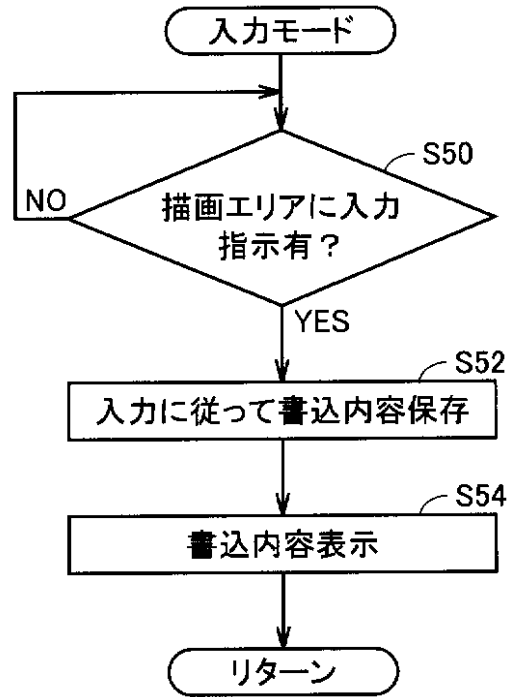 入力モード
S50
描画エリアに入力
指示有？
NO
YES
S52
入力に従って書込内容保存
S54
書込内容表示
リターン